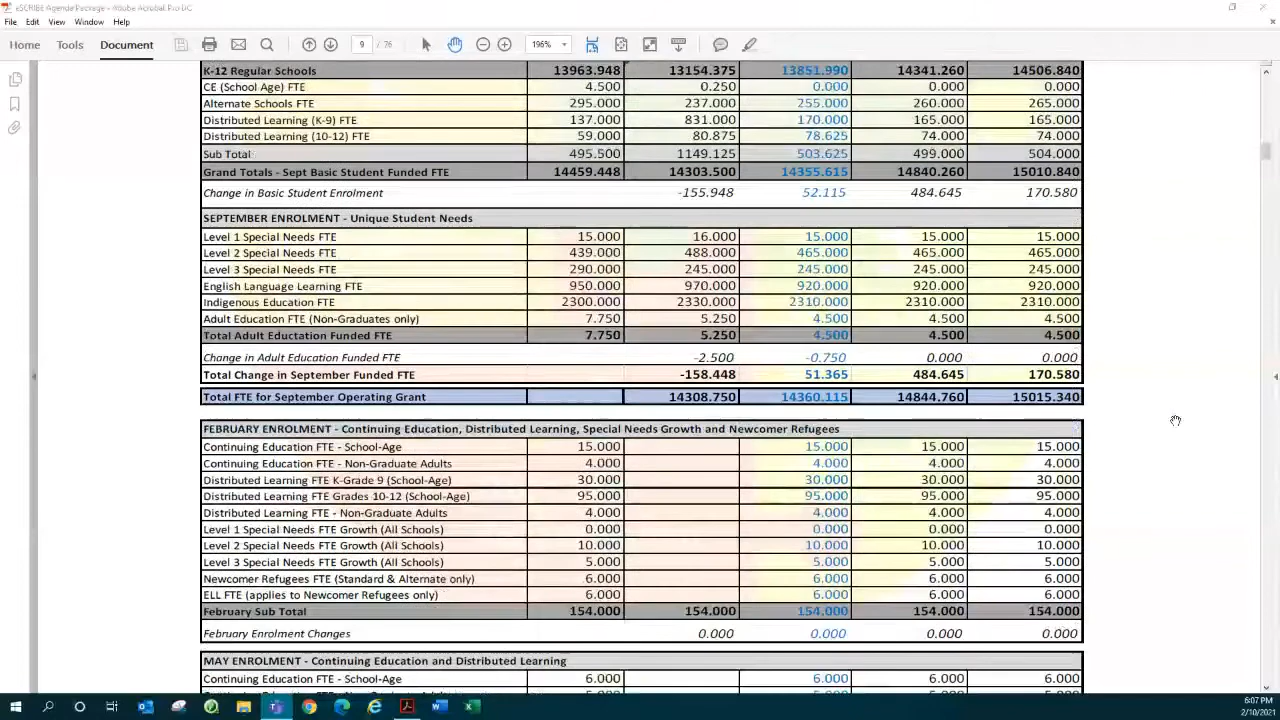 eSCRIBE Agenda Package - Adobe Acrobat Pro DC
File Edit View Window Help
Home Tools Document 9 / 76 196%
K-12 Regular Schools 13963.948 13154.375 13851.990 14341.260 14506.840
CE (School Age) FTE 4.500 0.250 0.000 0.000 0.000
Alternate Schools FTE 295.000 237.000 255.000 260.000 265.000
Distributed Learning (K-9) FTE 137.000 831.000 170.000 165.000 165.000
Distributed Learning (10-12) FTE 59.000 80.875 78.625 74.000 74.000
Sub Total 495.500 1149.125 503.625 499.000 504.000
Grand Totals - Sept Basic Student Funded FTE 14459.448 14303.500 14355.615 14840.260 15010.840
Change in Basic Student Enrolment -155.948 52.115 484.645 170.580
SEPTEMBER ENROLMENT - Unique Student Needs
Level 1 Special Needs FTE 15.000 16.000 15.000 15.000 15.000
Level 2 Special Needs FTE 439.000 488.000 465.000 465.000 465.000
Level 3 Special Needs FTE 290.000 245.000 245.000 245.000 245.000
English Language Learning FTE 950.000 970.000 920.000 920.000 920.000
Indigenous Education FTE 2300.000 2330.000 2310.000 2310.000 2310.000
Adult Education FTE (Non-Graduates only) 7.750 5.250 4.500 4.500 4.500
Total Adult Eductation Funded FTE 7.750 5.250 4.500 4.500 4.500
Change in Adult Education Funded FTE -2.500 -0.750 0.000 0.000
Total Change in September Funded FTE -158.448 51.365 484.645 170.580
Total FTE for September Operating Grant 14308.750 14360.115 14844.760 15015.340
FEBRUARY ENROLMENT - Continuing Education, Distributed Learning, Special Needs Growth and Newcomer Refugees
Continuing Education FTE - School-Age 15.000 15.000 15.000 15.000
Continuing Education FTE - Non-Graduate Adults 4.000 4.000 4.000 4.000
Distributed Learning FTE K-Grade 9 (School-Age) 30.000 30.000 30.000 30.000
Distributed Learning FTE Grades 10-12 (School-Age) 95.000 95.000 95.000 95.000
Distributed Learning FTE - Non-Graduate Adults 4.000 4.000 4.000 4.000
Level 1 Special Needs FTE Growth (All Schools) 0.000 0.000 0.000 0.000
Level 2 Special Needs FTE Growth (All Schools) 10.000 10.000 10.000 10.000
Level 3 Special Needs FTE Growth (All Schools) 5.000 5.000 5.000 5.000
Newcomer Refugees FTE (Standard & Alternate only) 6.000 6.000 6.000 6.000
ELL FTE (applies to Newcomer Refugees only) 6.000 6.000 6.000 6.000
February Sub Total 154.000 154.000 154.000 154.000 154.000
February Enrolment Changes 0.000 0.000 0.000 0.000
MAY ENROLMENT - Continuing Education and Distributed Learning
Continuing Education FTE - School-Age 6.000 6.000 6.000 6.000
6:07 PM
2/10/2021